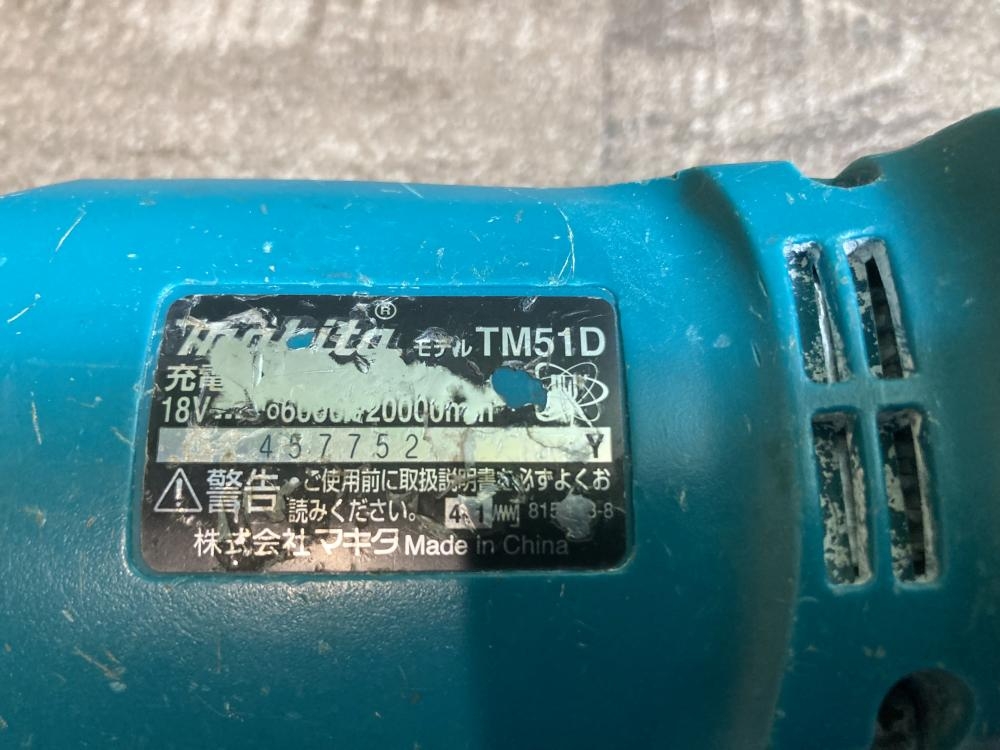 makita® モデル TM51D
充電
18V
457752 Y
警告 ご使用前に取扱説明書を必ずよくお
読みください。
株式会社 マキタ Made in China